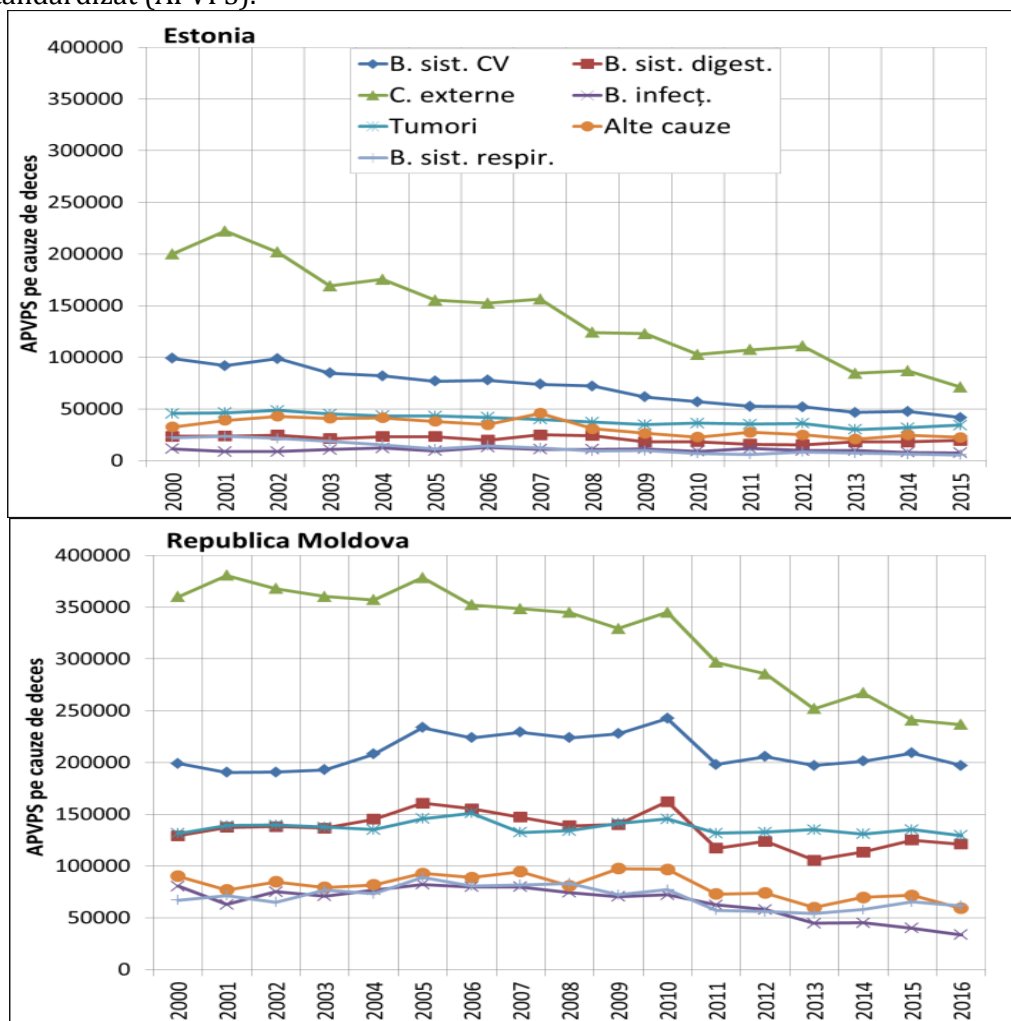 Estonia
400000
350000
300000
250000
200000
150000
100000
50000
0
APVPS pe cauze de deces
B. sist. CV B. sist. digest.
C. externe B. infecț.
Tumori Alte cauze
B. sist. respir.
2000 2001 2002 2003 2004 2005 2006 2007 2008 2009 2010 2011 2012 2013 2014 2015
Republica Moldova
400000
350000
300000
250000
200000
150000
100000
50000
0
APVPS pe cauze de deces
2000 2001 2002 2003 2004 2005 2006 2007 2008 2009 2010 2011 2012 2013 2014 2015 2016